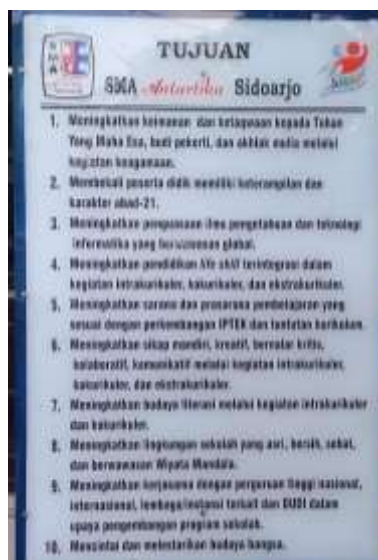 TUJUAN
SMA Antartika Sidoarjo
1. Meningkatkan keimanan dan ketaqwaan kepada Tuhan
Yang Maha Esa, budi pekerti, dan akhlak mulia melalui
kegiatan keagamaan.
2. Membekali peserta didik memiliki keterampilan dan
karakter abad-21.
3. Meningkatkan penguasaan ilmu pengetahuan dan teknologi
informatika yang berwawasan global.
4. Meningkatkan pendidikan life skill terintegrasi dalam
kegiatan intrakurikuler, kokurikuler, dan ekstrakurikuler.
5. Meningkatkan sarana dan prasarana pembelajaran yang
sesuai dengan perkembangan IPTEK dan tuntutan kurikulum.
6. Meningkatkan sikap mandiri, kreatif, bernalar kritis,
kolaboratif, komunikatif melalui kegiatan intrakurikuler,
kokurikuler, dan ekstrakurikuler.
7. Meningkatkan budaya literasi melalui kegiatan intrakurikuler
dan kokurikuler.
8. Meningkatkan lingkungan sekolah yang asri, bersih, sehat,
dan berwawasan Wiyata Mandala.
9. Meningkatkan kerjasama dengan perguruan tinggi nasional,
internasional, lembaga/instansi terkait dan DUDI dalam
upaya pengembangan program sekolah.
10. Mencintai dan melestarikan budaya bangsa.